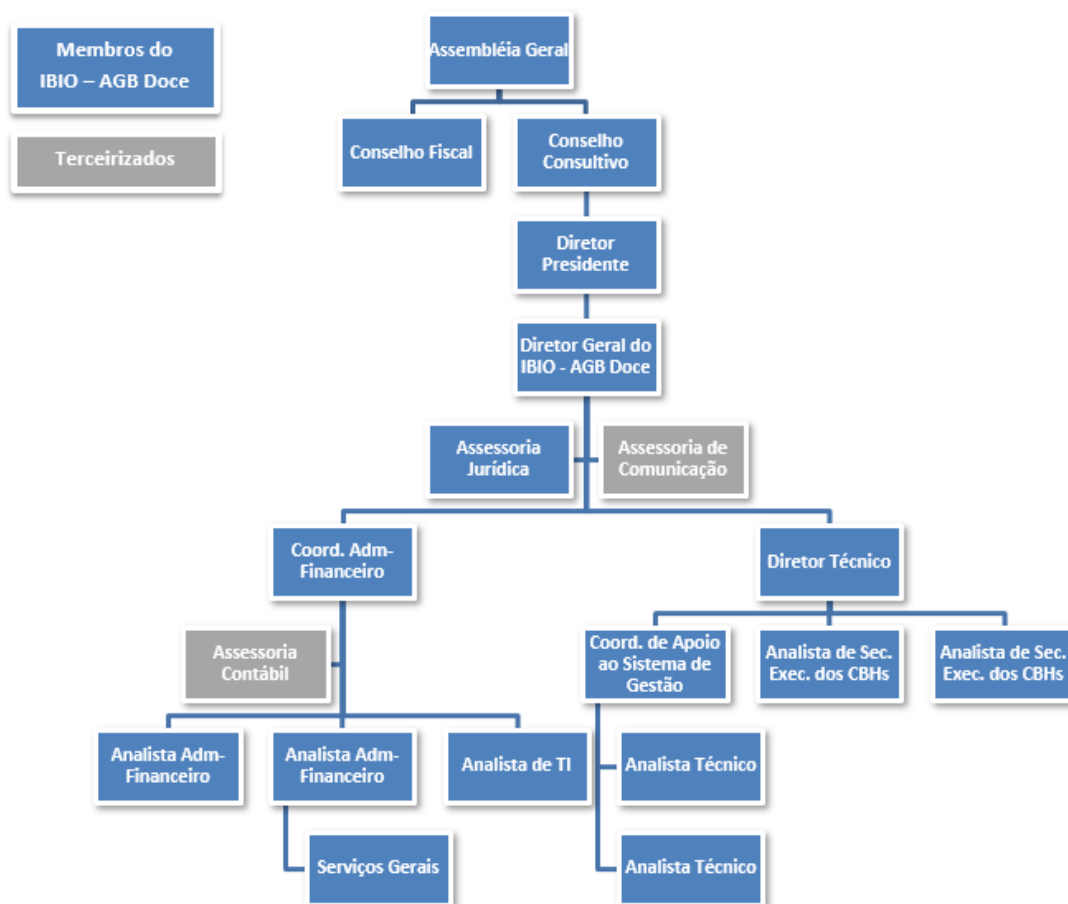 Membros do
IBIO – AGB Doce
Terceirizados
Assembléia Geral
Conselho Fiscal
Conselho
Consultivo
Diretor
Presidente
Diretor Geral do
IBIO - AGB Doce
Assessoria
Jurídica
Assessoria de
Comunicação
Coord. Adm-
Financeiro
Diretor Técnico
Assessoria
Contábil
Coord. de Apoio
ao Sistema de
Gestão
Analista de Sec.
Exec. dos CBHs
Analista de Sec.
Exec. dos CBHs
Analista Adm-
Financeiro
Analista Adm-
Financeiro
Analista de TI
Analista Técnico
Serviços Gerais
Analista Técnico